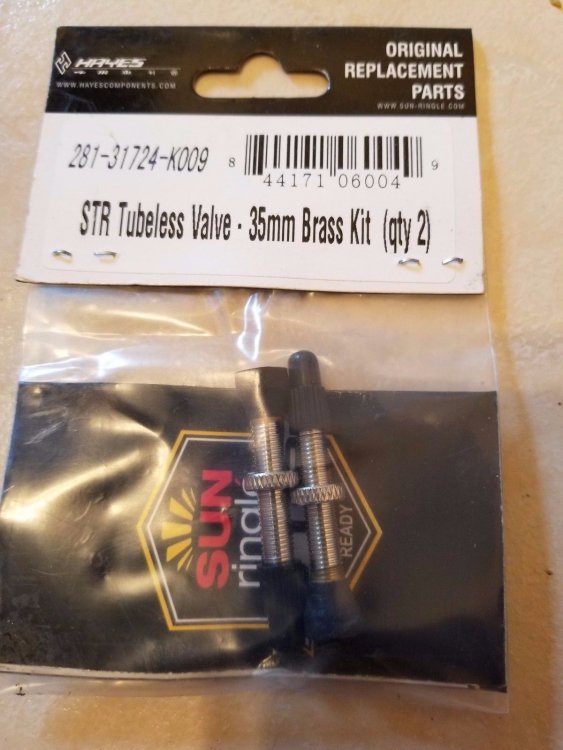 HAYES
WWW.HAYESCOMPONENTS.COM
ORIGINAL
REPLACEMENT
PARTS
WWW.SUN-RINGLE.COM
281-31724-K009
8 44171 06004 9
STR Tubeless Valve - 35mm Brass Kit (qty 2)
SUN
ringle
READY